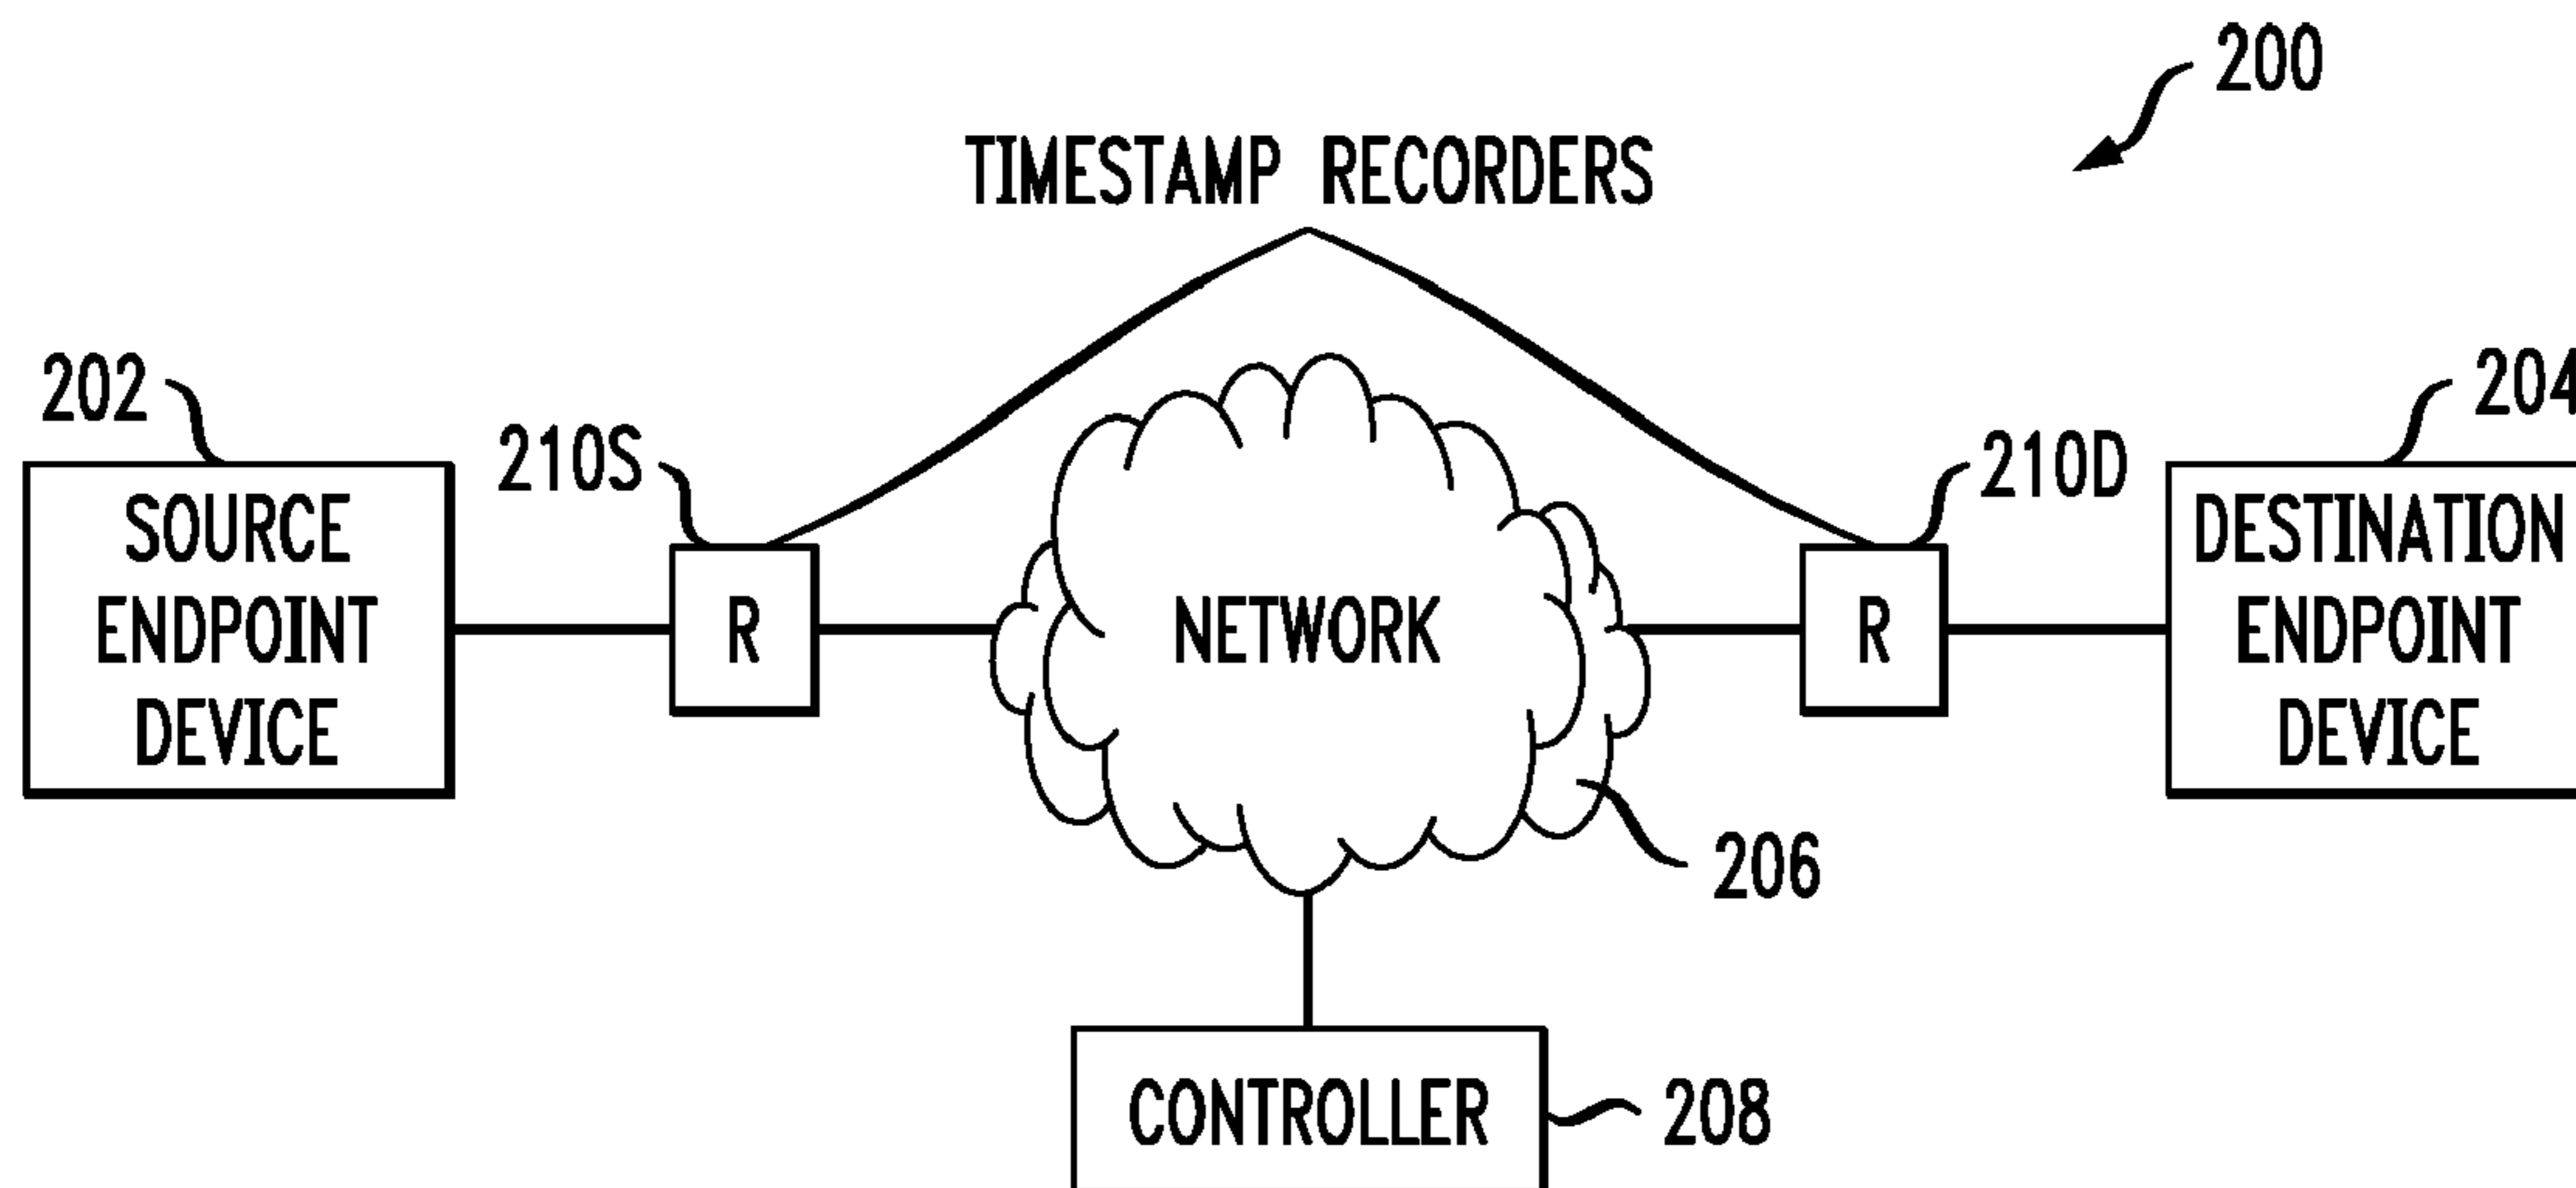 200
TIMESTAMP RECORDERS
202
204
210S
210D
SOURCE
ENDPOINT
DEVICE
R
NETWORK
R
DESTINATION
ENDPOINT
DEVICE
206
CONTROLLER
208